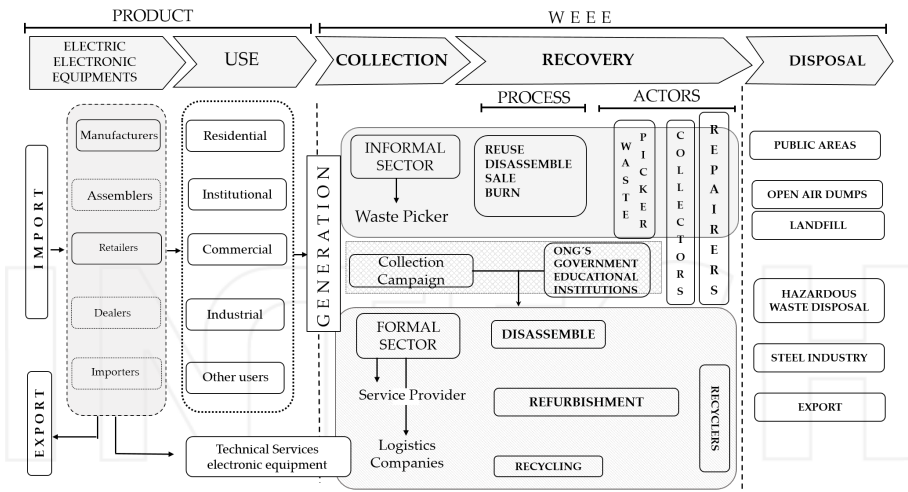 PRODUCT
W E E E
ELECTRIC
ELECTRONIC
EQUIPMENTS
USE
COLLECTION
RECOVERY
DISPOSAL
PROCESS
ACTORS
IMPORT
EXPORT
Manufacturers
Assemblers
Retailers
Dealers
Importers
Residential
Institutional
Commercial
Industrial
Other users
Technical Services
electronic equipment
GENERATION
INFORMAL
SECTOR
Waste Picker
REUSE
DISASSEMBLE
SALE
BURN
WASTE
PICKER
COLLECTORS
REPAIRERS
Collection
Campaign
ONG´S
GOVERNMENT
EDUCATIONAL
INSTITUTIONS
FORMAL
SECTOR
Service Provider
Logistics
Companies
DISASSEMBLE
REFURBISHMENT
RECYCLING
RECYCLERS
PUBLIC AREAS
OPEN AIR DUMPS
LANDFILL
HAZARDOUS
WASTE DISPOSAL
STEEL INDUSTRY
EXPORT
INTECH